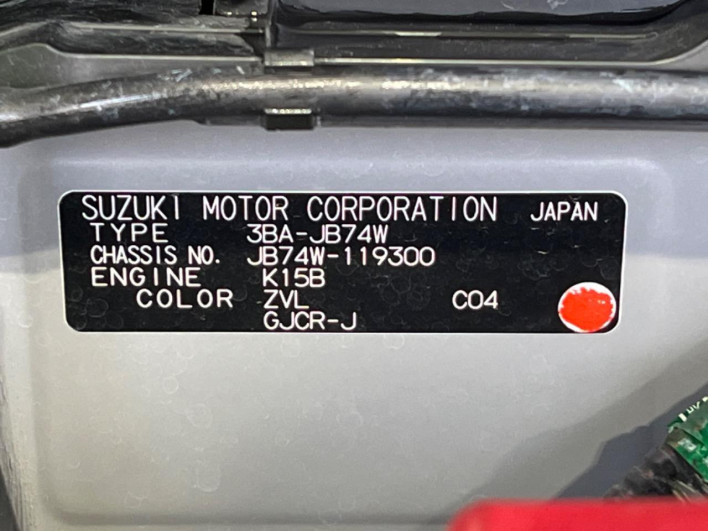 SUZUKI MOTOR CORPORATION JAPAN
TYPE 3BA-JB74W
CHASSIS NO. JB74W-119300
ENGINE K15B
COLOR ZVL C04
GJCR-J